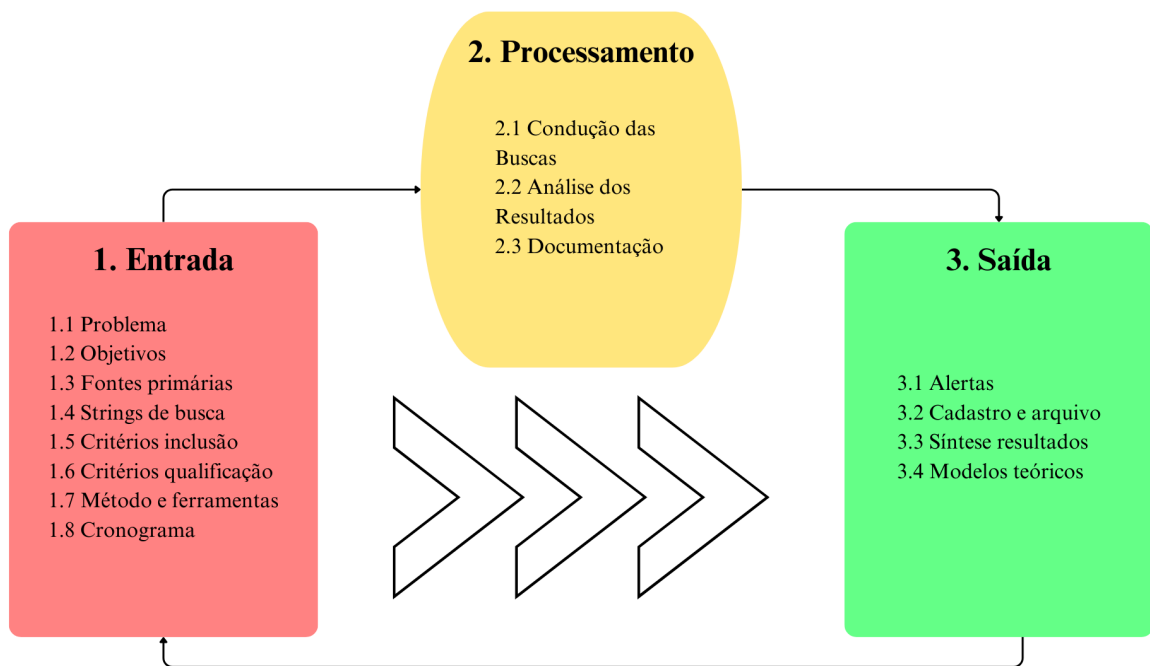 2. Processamento
2.1 Condução das
Buscas
2.2 Análise dos
Resultados
2.3 Documentação
1. Entrada
1.1 Problema
1.2 Objetivos
1.3 Fontes primárias
1.4 Strings de busca
1.5 Critérios inclusão
1.6 Critérios qualificação
1.7 Método e ferramentas
1.8 Cronograma
3. Saída
3.1 Alertas
3.2 Cadastro e arquivo
3.3 Síntese resultados
3.4 Modelos teóricos